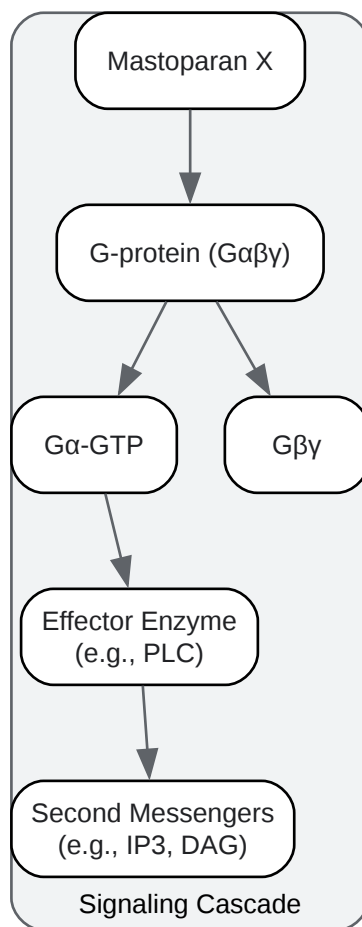 Mastoparan X
G-protein (Gαβγ)
Gα-GTP
Gβγ
Effector Enzyme
(e.g., PLC)
Second Messengers
(e.g., IP3, DAG)
Signaling Cascade